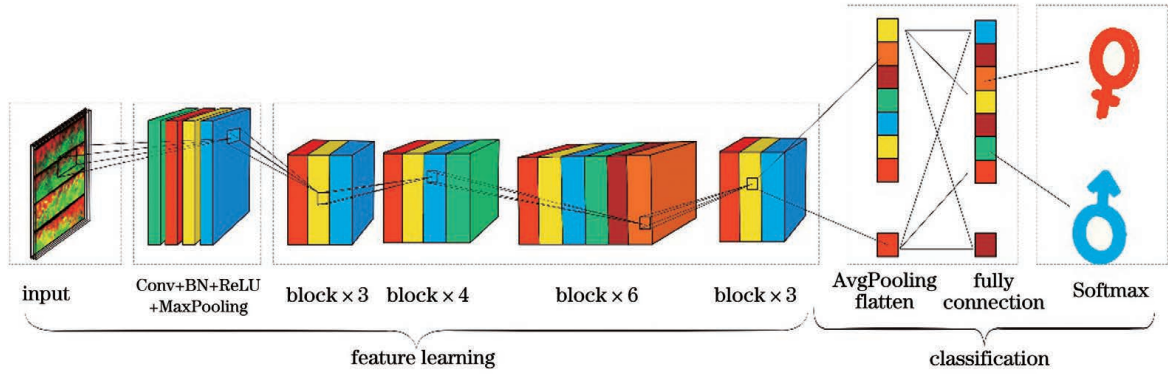 input
Conv+BN+ReLU
+MaxPooling
block × 3
block × 4
block × 6
block × 3
AvgPooling
flatten
fully
connection
Softmax
feature learning
classification